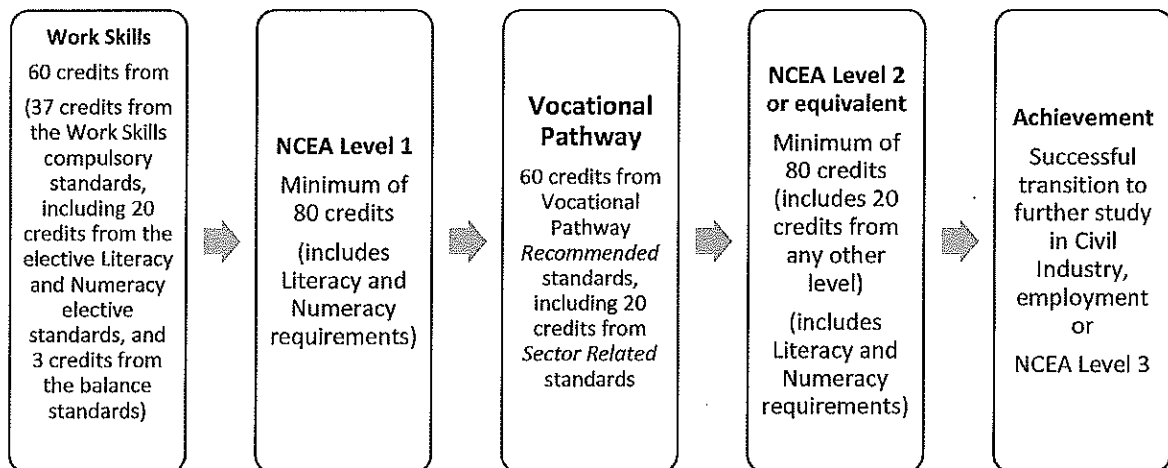 Work Skills
60 credits from
(37 credits from
the Work Skills
compulsory
standards,
including 20
credits from the
elective Literacy
and Numeracy
elective
standards, and
3 credits from
the balance
standards)
NCEA Level 1
Minimum of
80 credits
(includes
Literacy and
Numeracy
requirements)
Vocational
Pathway
60 credits from
Vocational
Pathway
Recommended
standards,
including 20
credits from
Sector Related
standards
NCEA Level 2
or equivalent
Minimum of
80 credits
(includes 20
credits from
any other
level)
(includes
Literacy and
Numeracy
requirements)
Achievement
Successful
transition to
further study
in Civil
Industry,
employment
or
NCEA Level 3